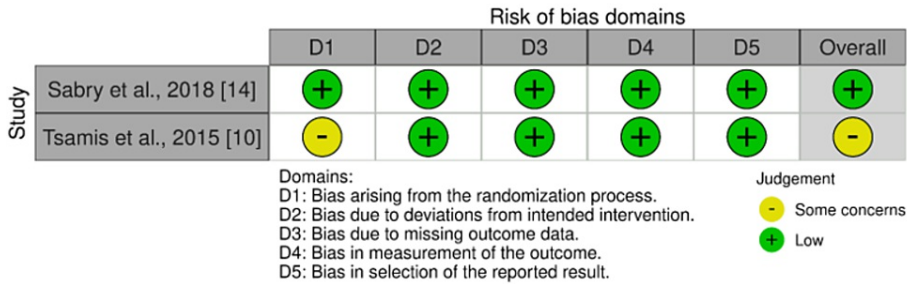 Risk of bias domains
D1 D2 D3 D4 D5 Overall
Study
Sabry et al., 2018 [14] + + + + + +
Tsamis et al., 2015 [10] - + + + + -
Domains:
D1: Bias arising from the randomization process.
D2: Bias due to deviations from intended intervention.
D3: Bias due to missing outcome data.
D4: Bias in measurement of the outcome.
D5: Bias in selection of the reported result.
Judgement
- Some concerns
+ Low